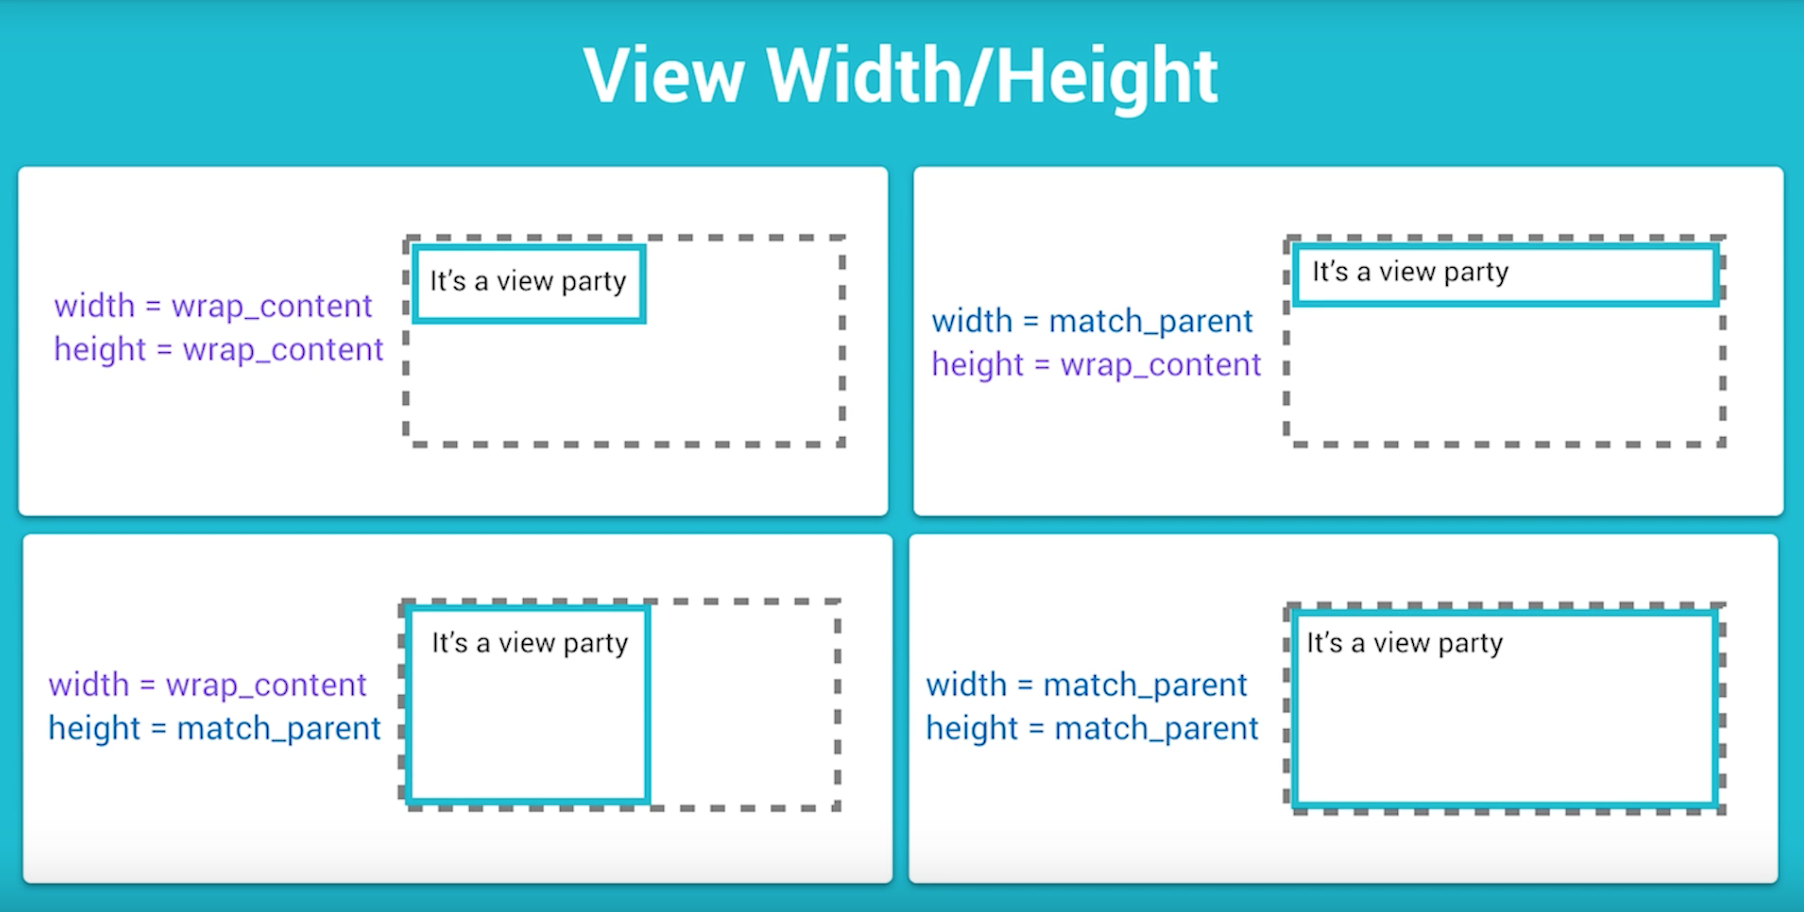 View Width/Height
width = wrap_content
height = wrap_content
It's a view party
width = match_parent
height = wrap_content
It's a view party
width = wrap_content
height = match_parent
It's a view party
width = match_parent
height = match_parent
It's a view party